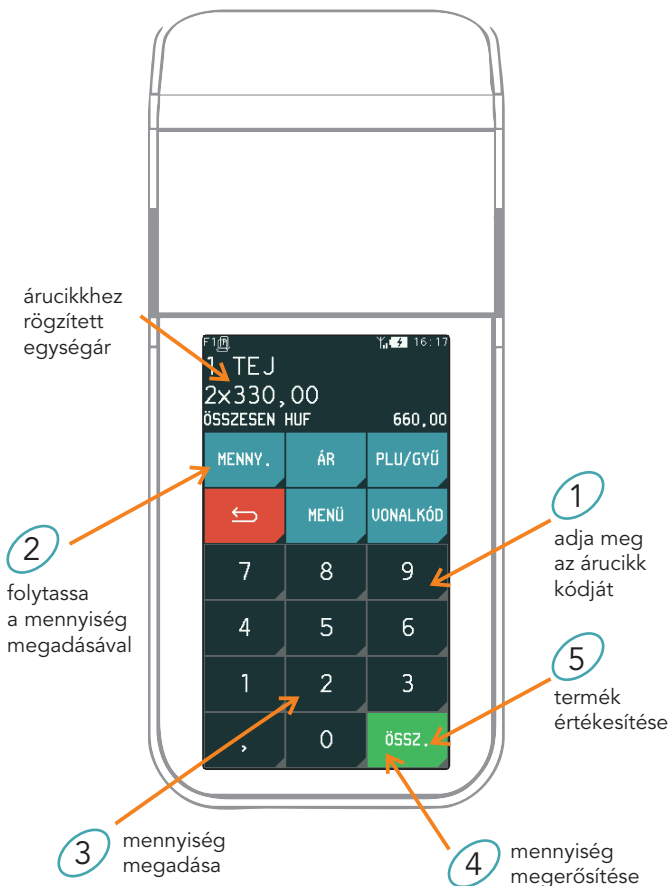 árucikkhez
rögzített
egységár
F1 16:17
1 TEJ
2x330,00
ÖSSZESEN HUF 660,00
MENNY. ÁR PLU/GYŰ
MENÜ VONALKÓD
7 8 9
4 5 6
1 2 3
, 0 ÖSSZ.
1
adja meg
az árucikk
kódját
2
folytassa
a mennyiség
megadásával
5
termék
értékesítése
3
mennyiség
megadása
4
mennyiség
megerősítése